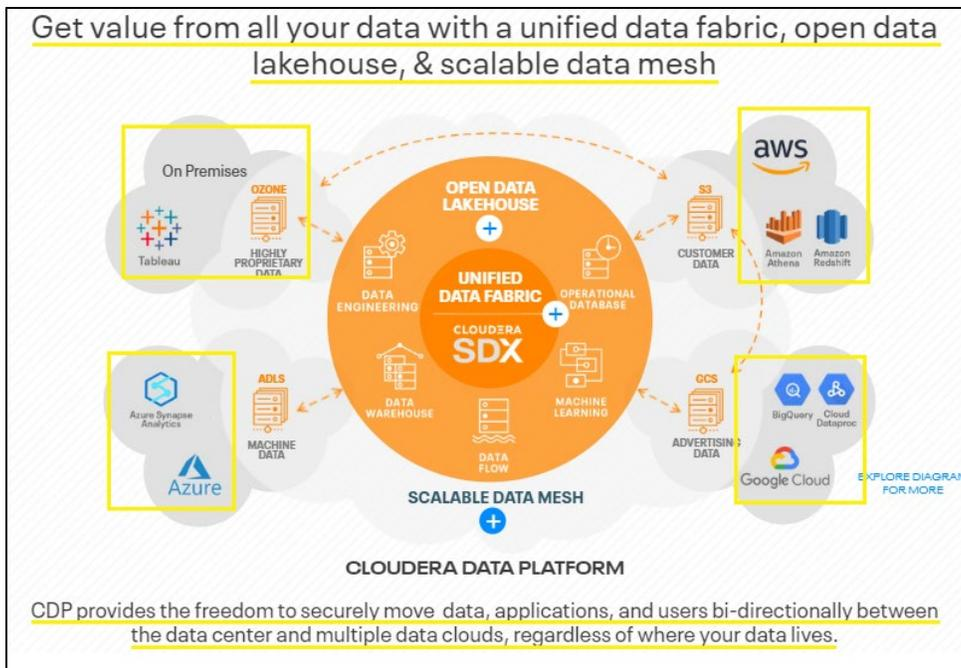 Get value from all your data with a unified data fabric, open data
lakehouse, & scalable data mesh
On Premises
OZONE
Tableau
HIGHLY
PROPRIETARY
DATA
OPEN DATA
LAKEHOUSE
DATA
ENGINEERING
UNIFIED
DATA FABRIC
CLOUDERA
SDX
OPERATIONAL
DATABASE
DATA
WAREHOUSE
MACHINE
LEARNING
DATA
FLOW
S3
CUSTOMER
DATA
aws
Amazon
Athena
Amazon
Redshift
Azure Synapse
Analytics
Azure
ADLS
MACHINE
DATA
GCS
ADVERTISING
DATA
BigQuery
Cloud
Dataproc
Google Cloud
EXPLORE DIAGRAM
FOR MORE
SCALABLE DATA MESH
CLOUDERA DATA PLATFORM
CDP provides the freedom to securely move data, applications, and users bi-directionally between
the data center and multiple data clouds, regardless of where your data lives.